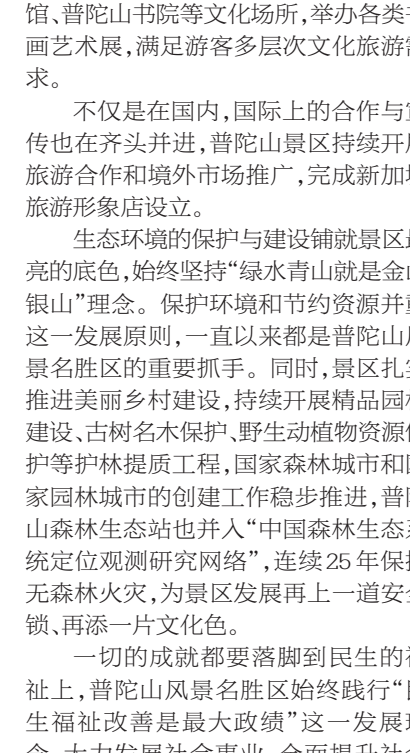 馆、普陀山书院等文化场所,举办各类
画艺术展,满足游客多层次文化旅游
求。
不仅是在国内,国际上的合作与
传也在齐头并进,普陀山景区持续开
旅游合作和境外市场推广,完成新加
旅游形象店设立。
生态环境的保护与建设铺就景区
亮的底色,始终坚持“绿水青山就是金
银山”理念。保护环境和节约资源并
这一发展原则,一直以来都是普陀山
景名胜区的重要抓手。同时,景区扎
推进美丽乡村建设,持续开展精品园
建设、古树名木保护、野生动植物资源
护等护林提质工程,国家森林城市和
家园林城市的创建工作稳步推进,普
山森林生态站也并入“中国森林生态
统定位观测研究网络”,连续25年保
无森林火灾,为景区发展再上一道安
锁、再添一片文化色。
一切的成就都要落脚到民生的
祉上,普陀山风景名胜区始终践行“
生福祉改善是最大政绩”这一发展